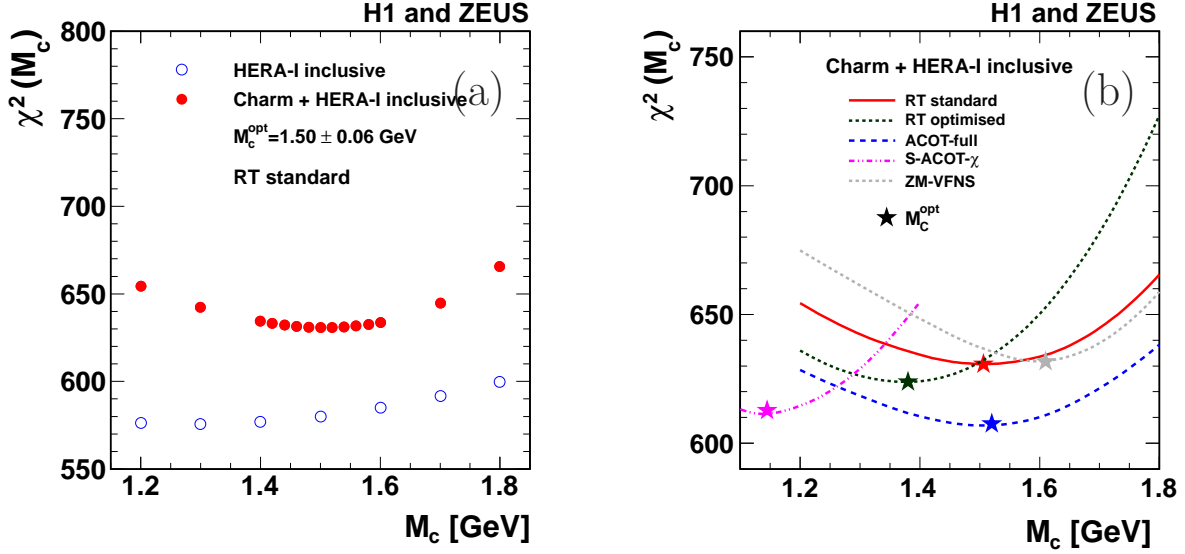 H1 and ZEUS
χ² (M_c)
800
750
700
650
600
550
HERA-I inclusive
Charm + HERA-I inclusive
(a)
M_c^opt=1.50 ± 0.06 GeV
RT standard
1.2 1.4 1.6 1.8
M_c [GeV]
H1 and ZEUS
χ² (M_c)
750
700
650
600
Charm + HERA-I inclusive
(b)
RT standard
RT optimised
ACOT-full
S-ACOT-χ
ZM-VFNS
M_C^opt
1.2 1.4 1.6 1.8
M_c [GeV]